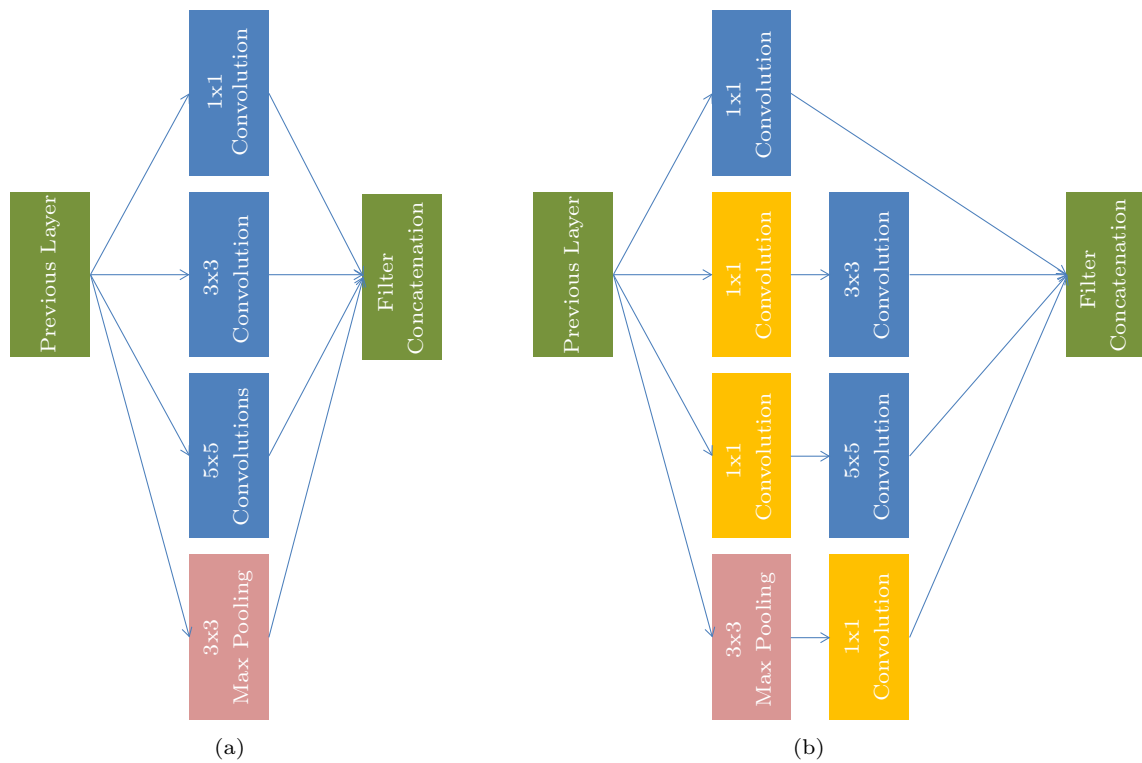 Previous Layer
1x1
Convolution
3x3
Convolution
5x5
Convolutions
3x3
Max Pooling
Filter
Concatenation
(a)
Previous Layer
1x1
Convolution
1x1
Convolution
3x3
Convolution
1x1
Convolution
5x5
Convolution
3x3
Max Pooling
1x1
Convolution
Filter
Concatenation
(b)